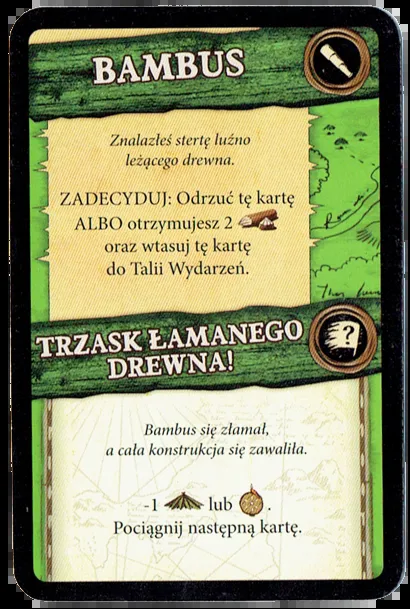 BAMBUS
Znalazłeś stertę luźno
leżącego drewna.
ZADECYDUJ: Odrzuć tę kartę
ALBO otrzymujesz 2
oraz wtasuj tę kartę
do Talii Wydarzeń.
TRZASK ŁAMANEGO
DREWNA!
?
Bambus się złamał,
a cała konstrukcja się zawaliła.
-1 lub .
Pociągnij następną kartę.